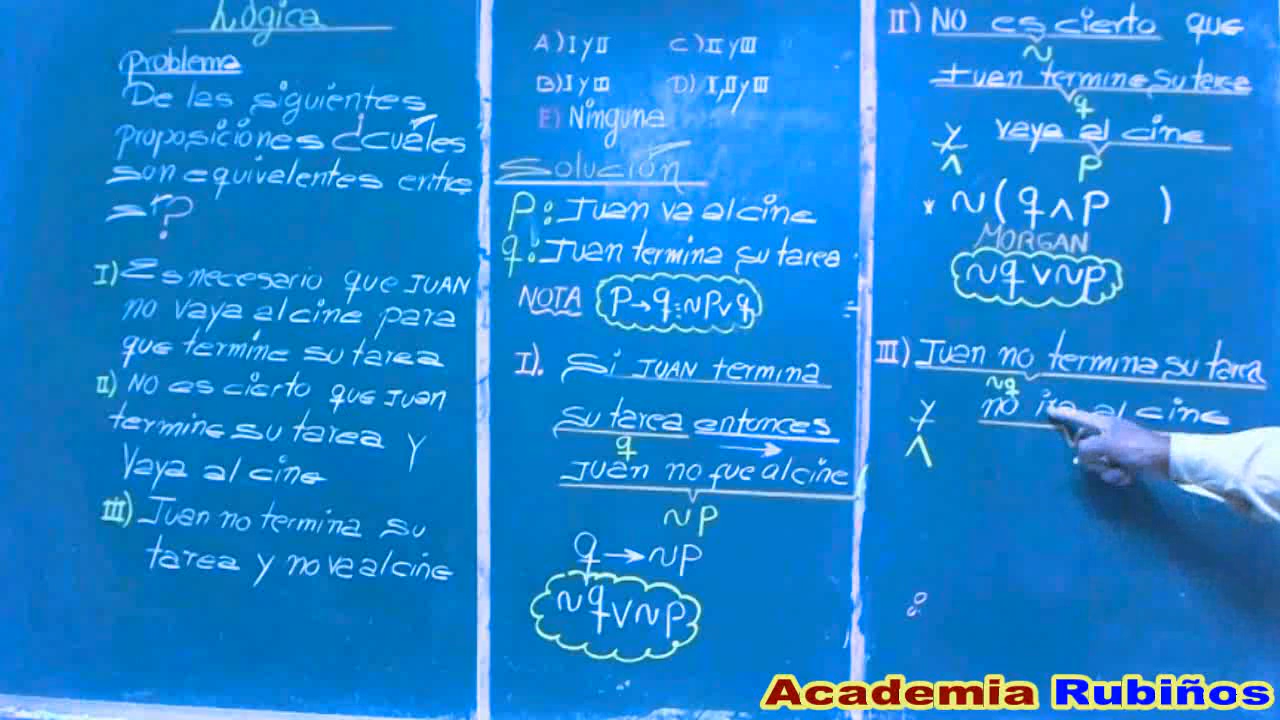 Lógica
Problema
De las siguientes
proposiciones ¿cuáles
son equivalentes entre
sí?
I) Es necesario que JUAN
no vaya al cine para
que termine su tarea
II) NO es cierto que Juan
termine su tarea Y
Vaya al cine
III) Juan no termina su
tarea y no va al cine
A) I y II C) II y III
B) I y III D) I, II y III
E) Ninguna
Solución
P: Juan va al cine
q: Juan termina su tarea
NOTA P→q::~P∨q
I). Si JUAN termina
su tarea entonces
q →
Juan no fue al cine
~P
q→~P
~q∨~p
II) NO es cierto que
~
Juan termine su tarea
q
y vaya al cine
∧ P
* ~(q∧P )
MORGAN
~q∨~p
III) Juan no termina su tarea
~q
y no ira al cine
∧
Academia Rubiños